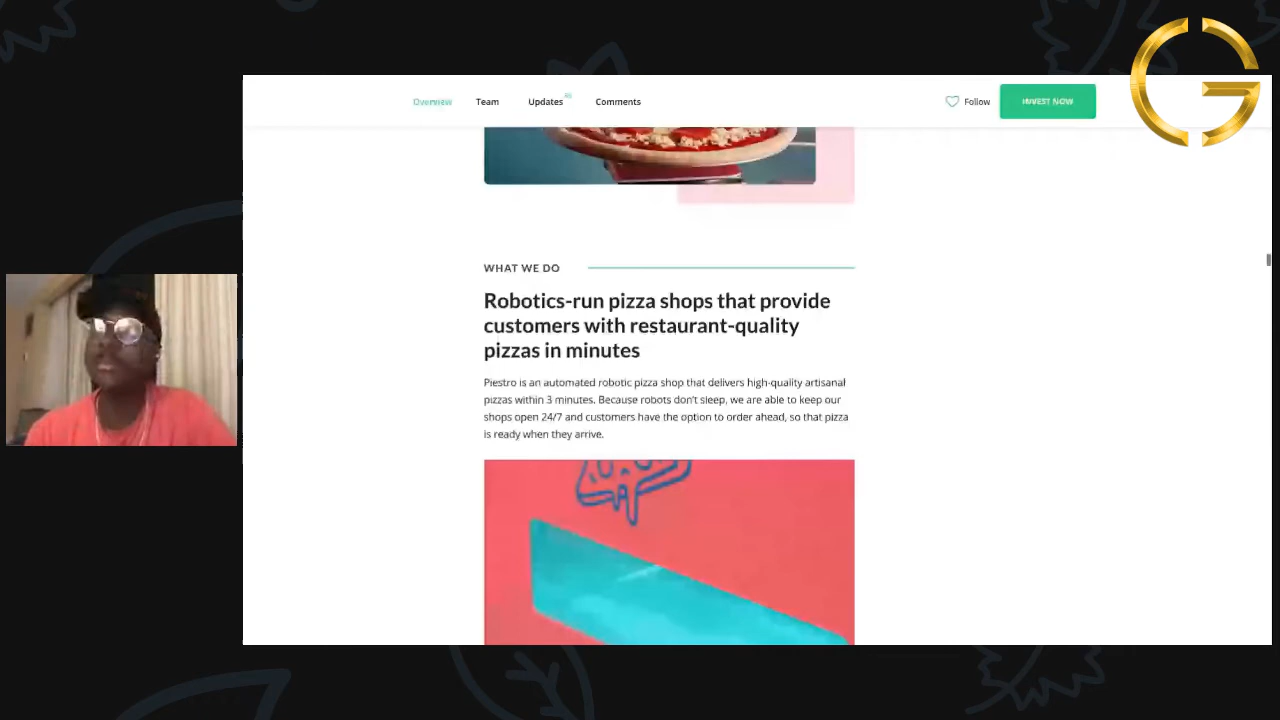 Overview Team Updates Comments Follow INVEST NOW
WHAT WE DO
Robotics-run pizza shops that provide
customers with restaurant-quality
pizzas in minutes
Piestro is an automated robotic pizza shop that delivers high-quality artisanal
pizzas within 3 minutes. Because robots don't sleep, we are able to keep our
shops open 24/7 and customers have the option to order ahead, so that pizza
is ready when they arrive.